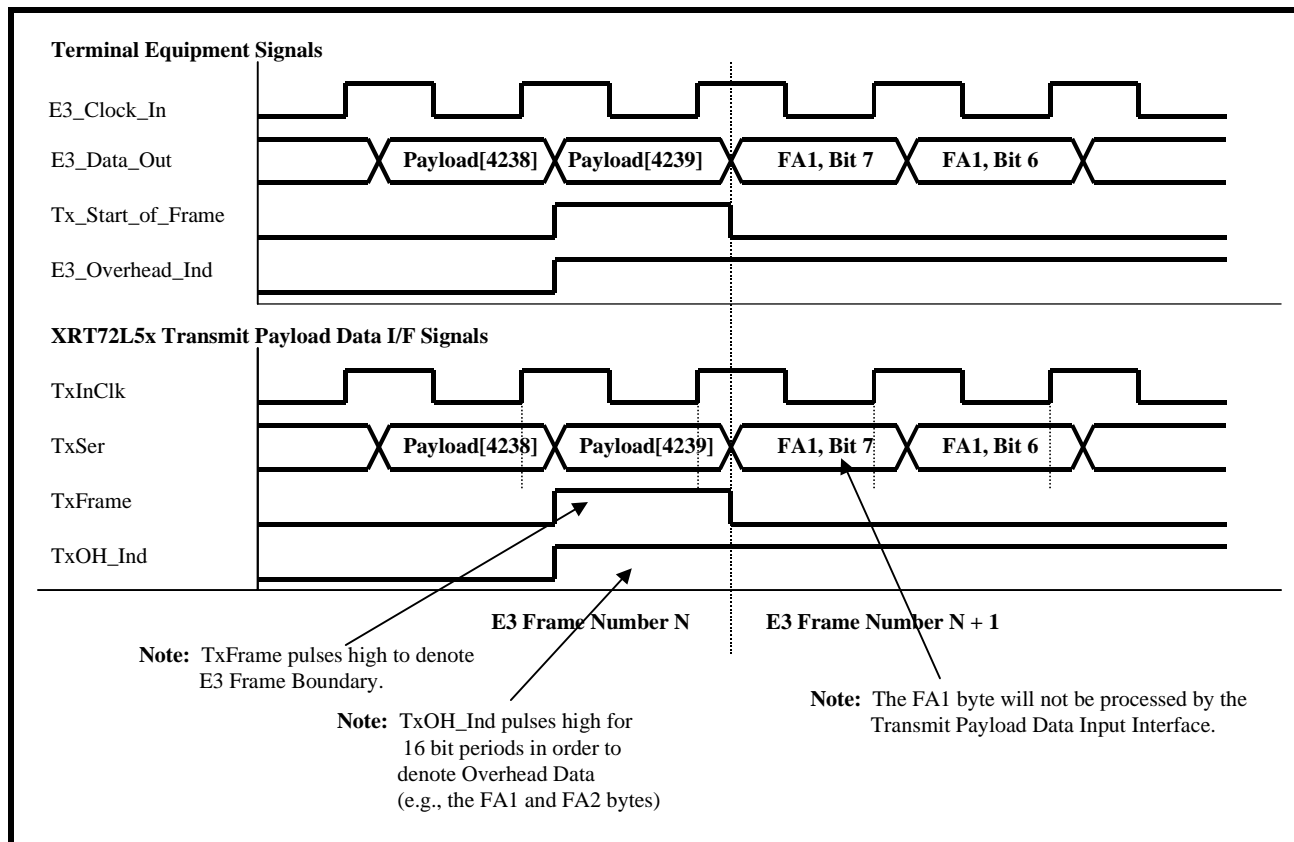 Terminal Equipment Signals
E3_Clock_In
E3_Data_Out
Payload[4238] Payload[4239] FA1, Bit 7 FA1, Bit 6
Tx_Start_of_Frame
E3_Overhead_Ind
XRT72L5x Transmit Payload Data I/F Signals
TxInClk
TxSer
Payload[4238] Payload[4239] FA1, Bit 7 FA1, Bit 6
TxFrame
TxOH_Ind
E3 Frame Number N E3 Frame Number N + 1
Note: TxFrame pulses high to denote
E3 Frame Boundary.
Note: TxOH_Ind pulses high for
16 bit periods in order to
denote Overhead Data
(e.g., the FA1 and FA2 bytes)
Note: The FA1 byte will not be processed by the
Transmit Payload Data Input Interface.